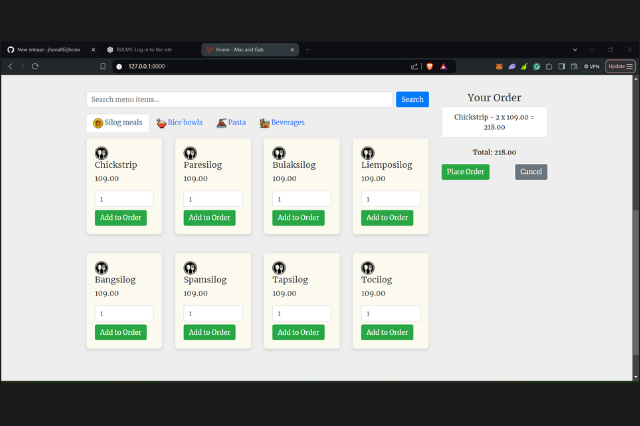 New release · jhona06/jhona
BULMS: Log in to the site
Home - Mac and Gab
127.0.0.1:8000
VPN
Update
Search menu items...
Search
Silog meals
Rice bowls
Pasta
Beverages
Chickstrip
109.00
1
Add to Order
Paresilog
109.00
1
Add to Order
Bulaksilog
109.00
1
Add to Order
Liemposilog
109.00
1
Add to Order
Bangsilog
109.00
1
Add to Order
Spamsilog
109.00
1
Add to Order
Tapsilog
109.00
1
Add to Order
Tocilog
109.00
1
Add to Order
Your Order
Chickstrip - 2 x 109.00 =
218.00
Total: 218.00
Place Order
Cancel